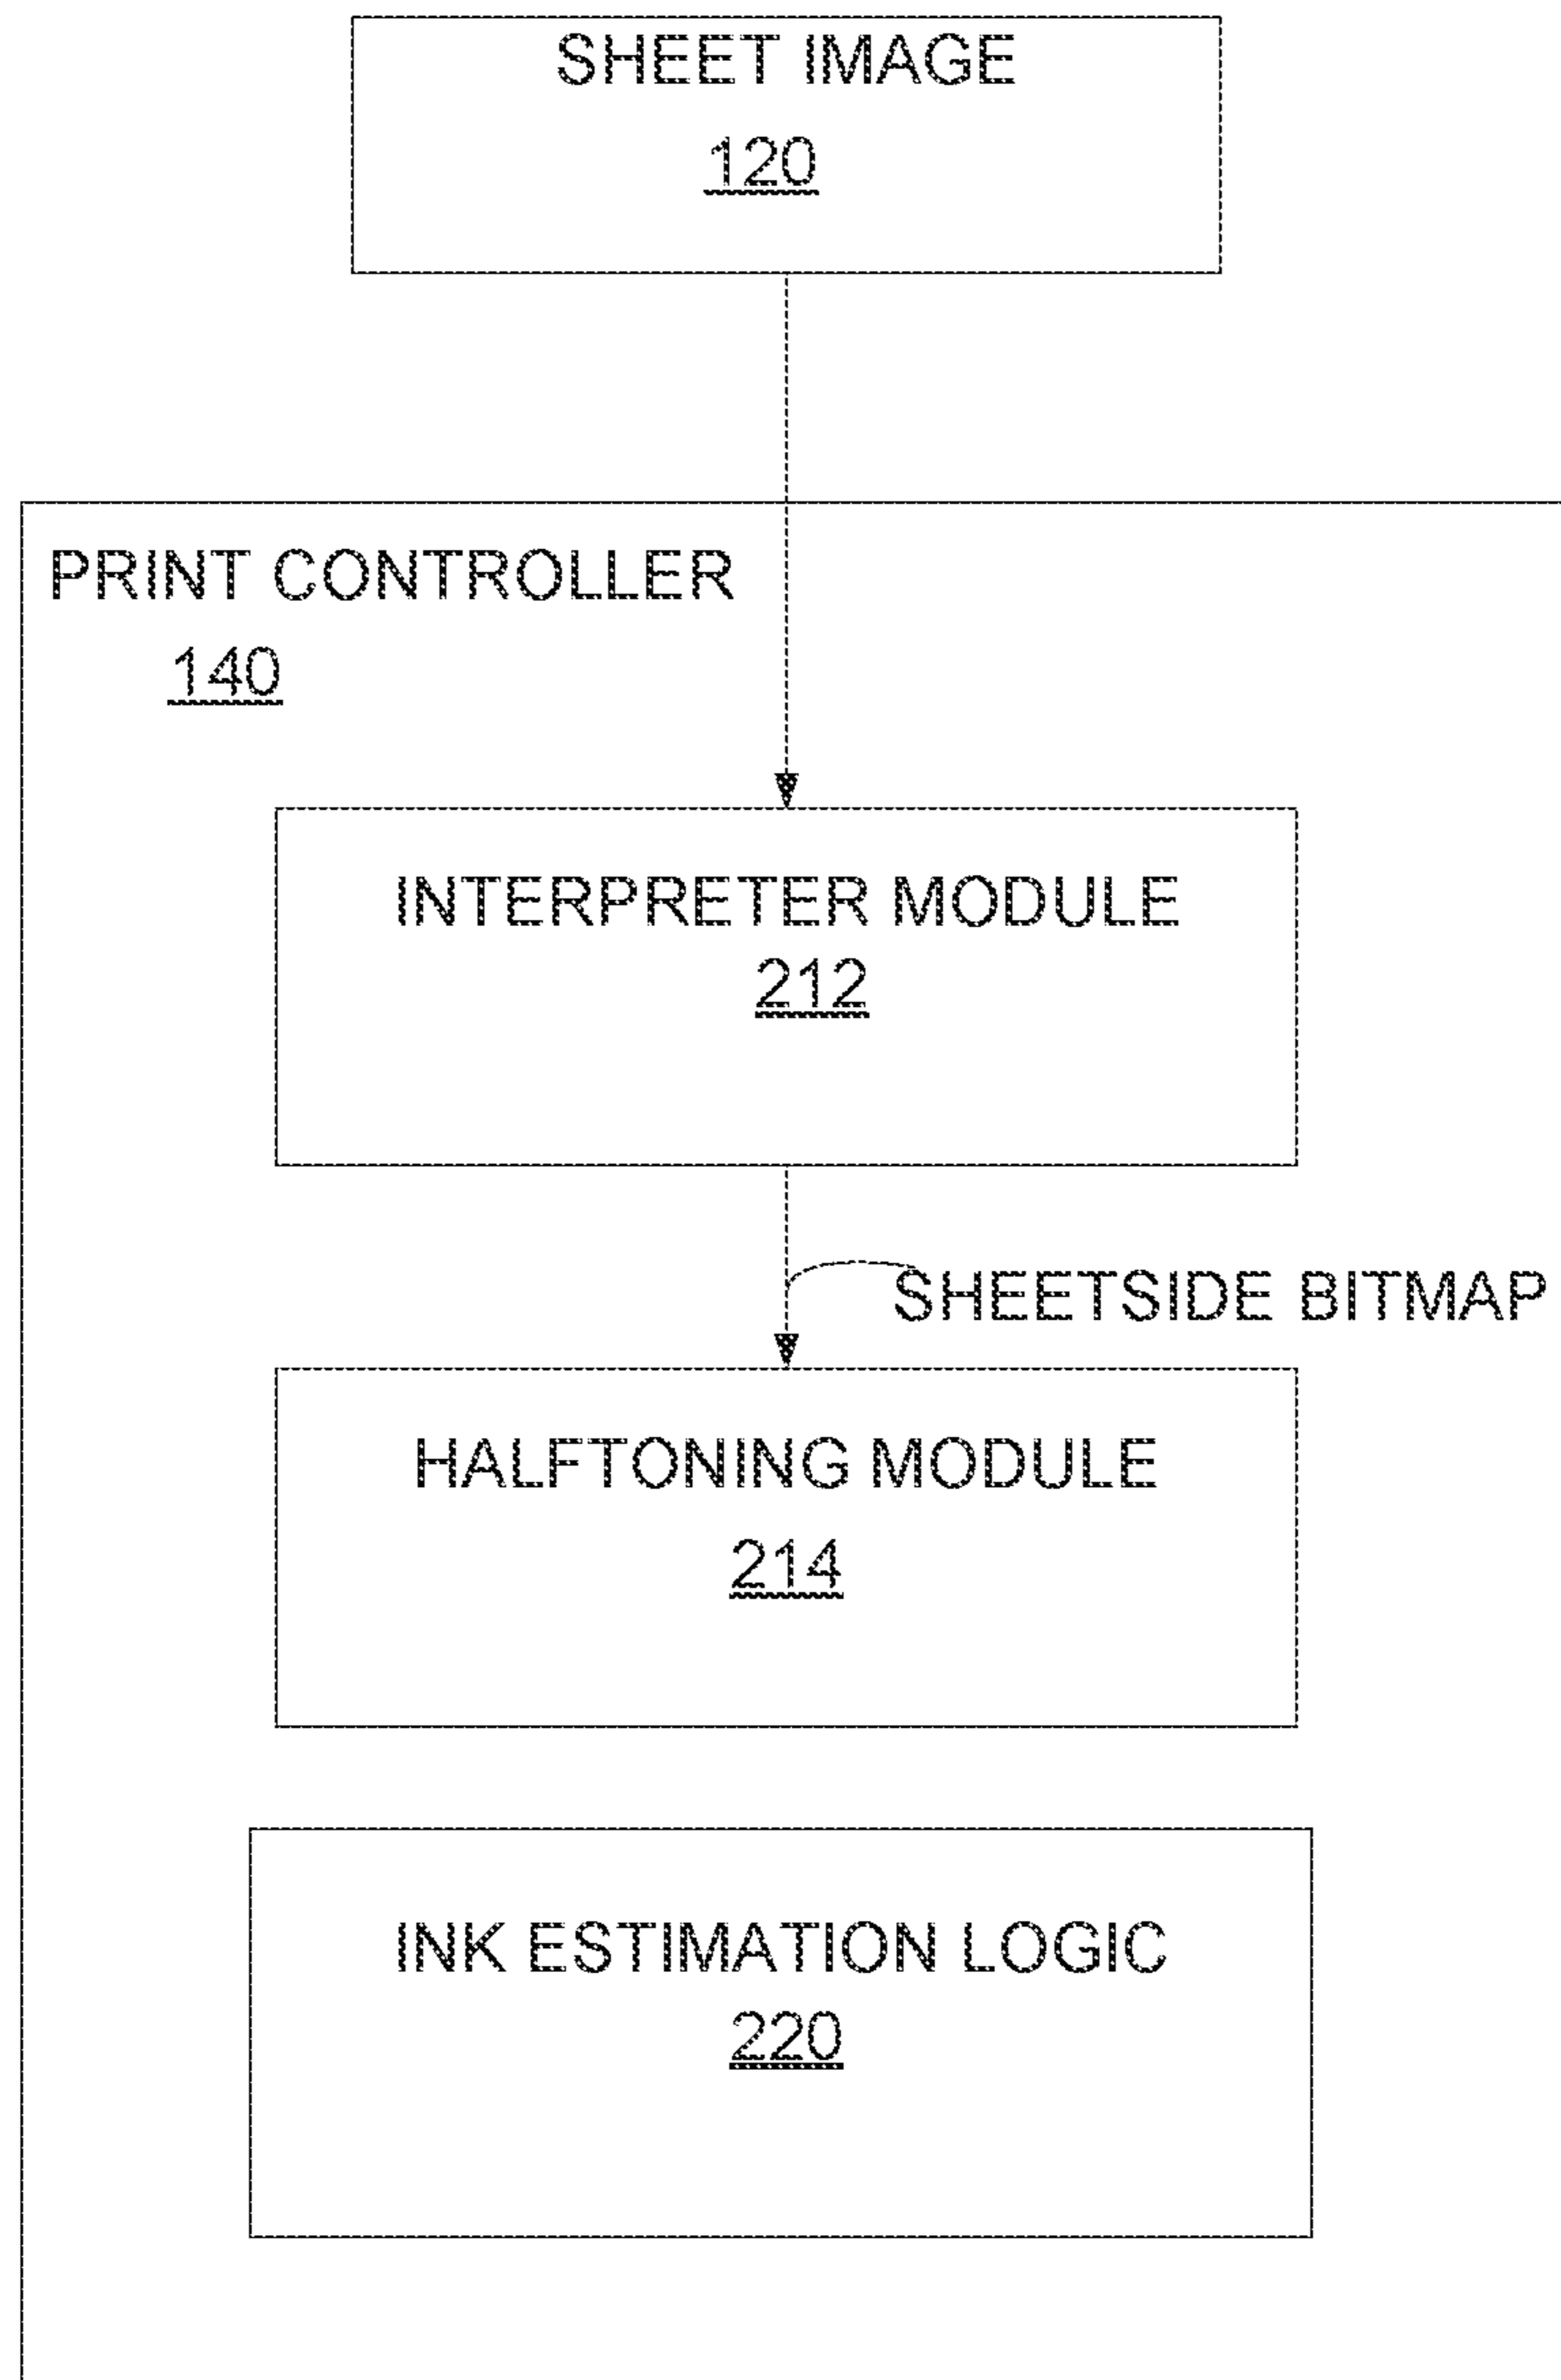 SHEET IMAGE
120
PRINT CONTROLLER
140
INTERPRETER MODULE
212
SHEETSIDE BITMAP
HALFTONING MODULE
214
INK ESTIMATION LOGIC
220